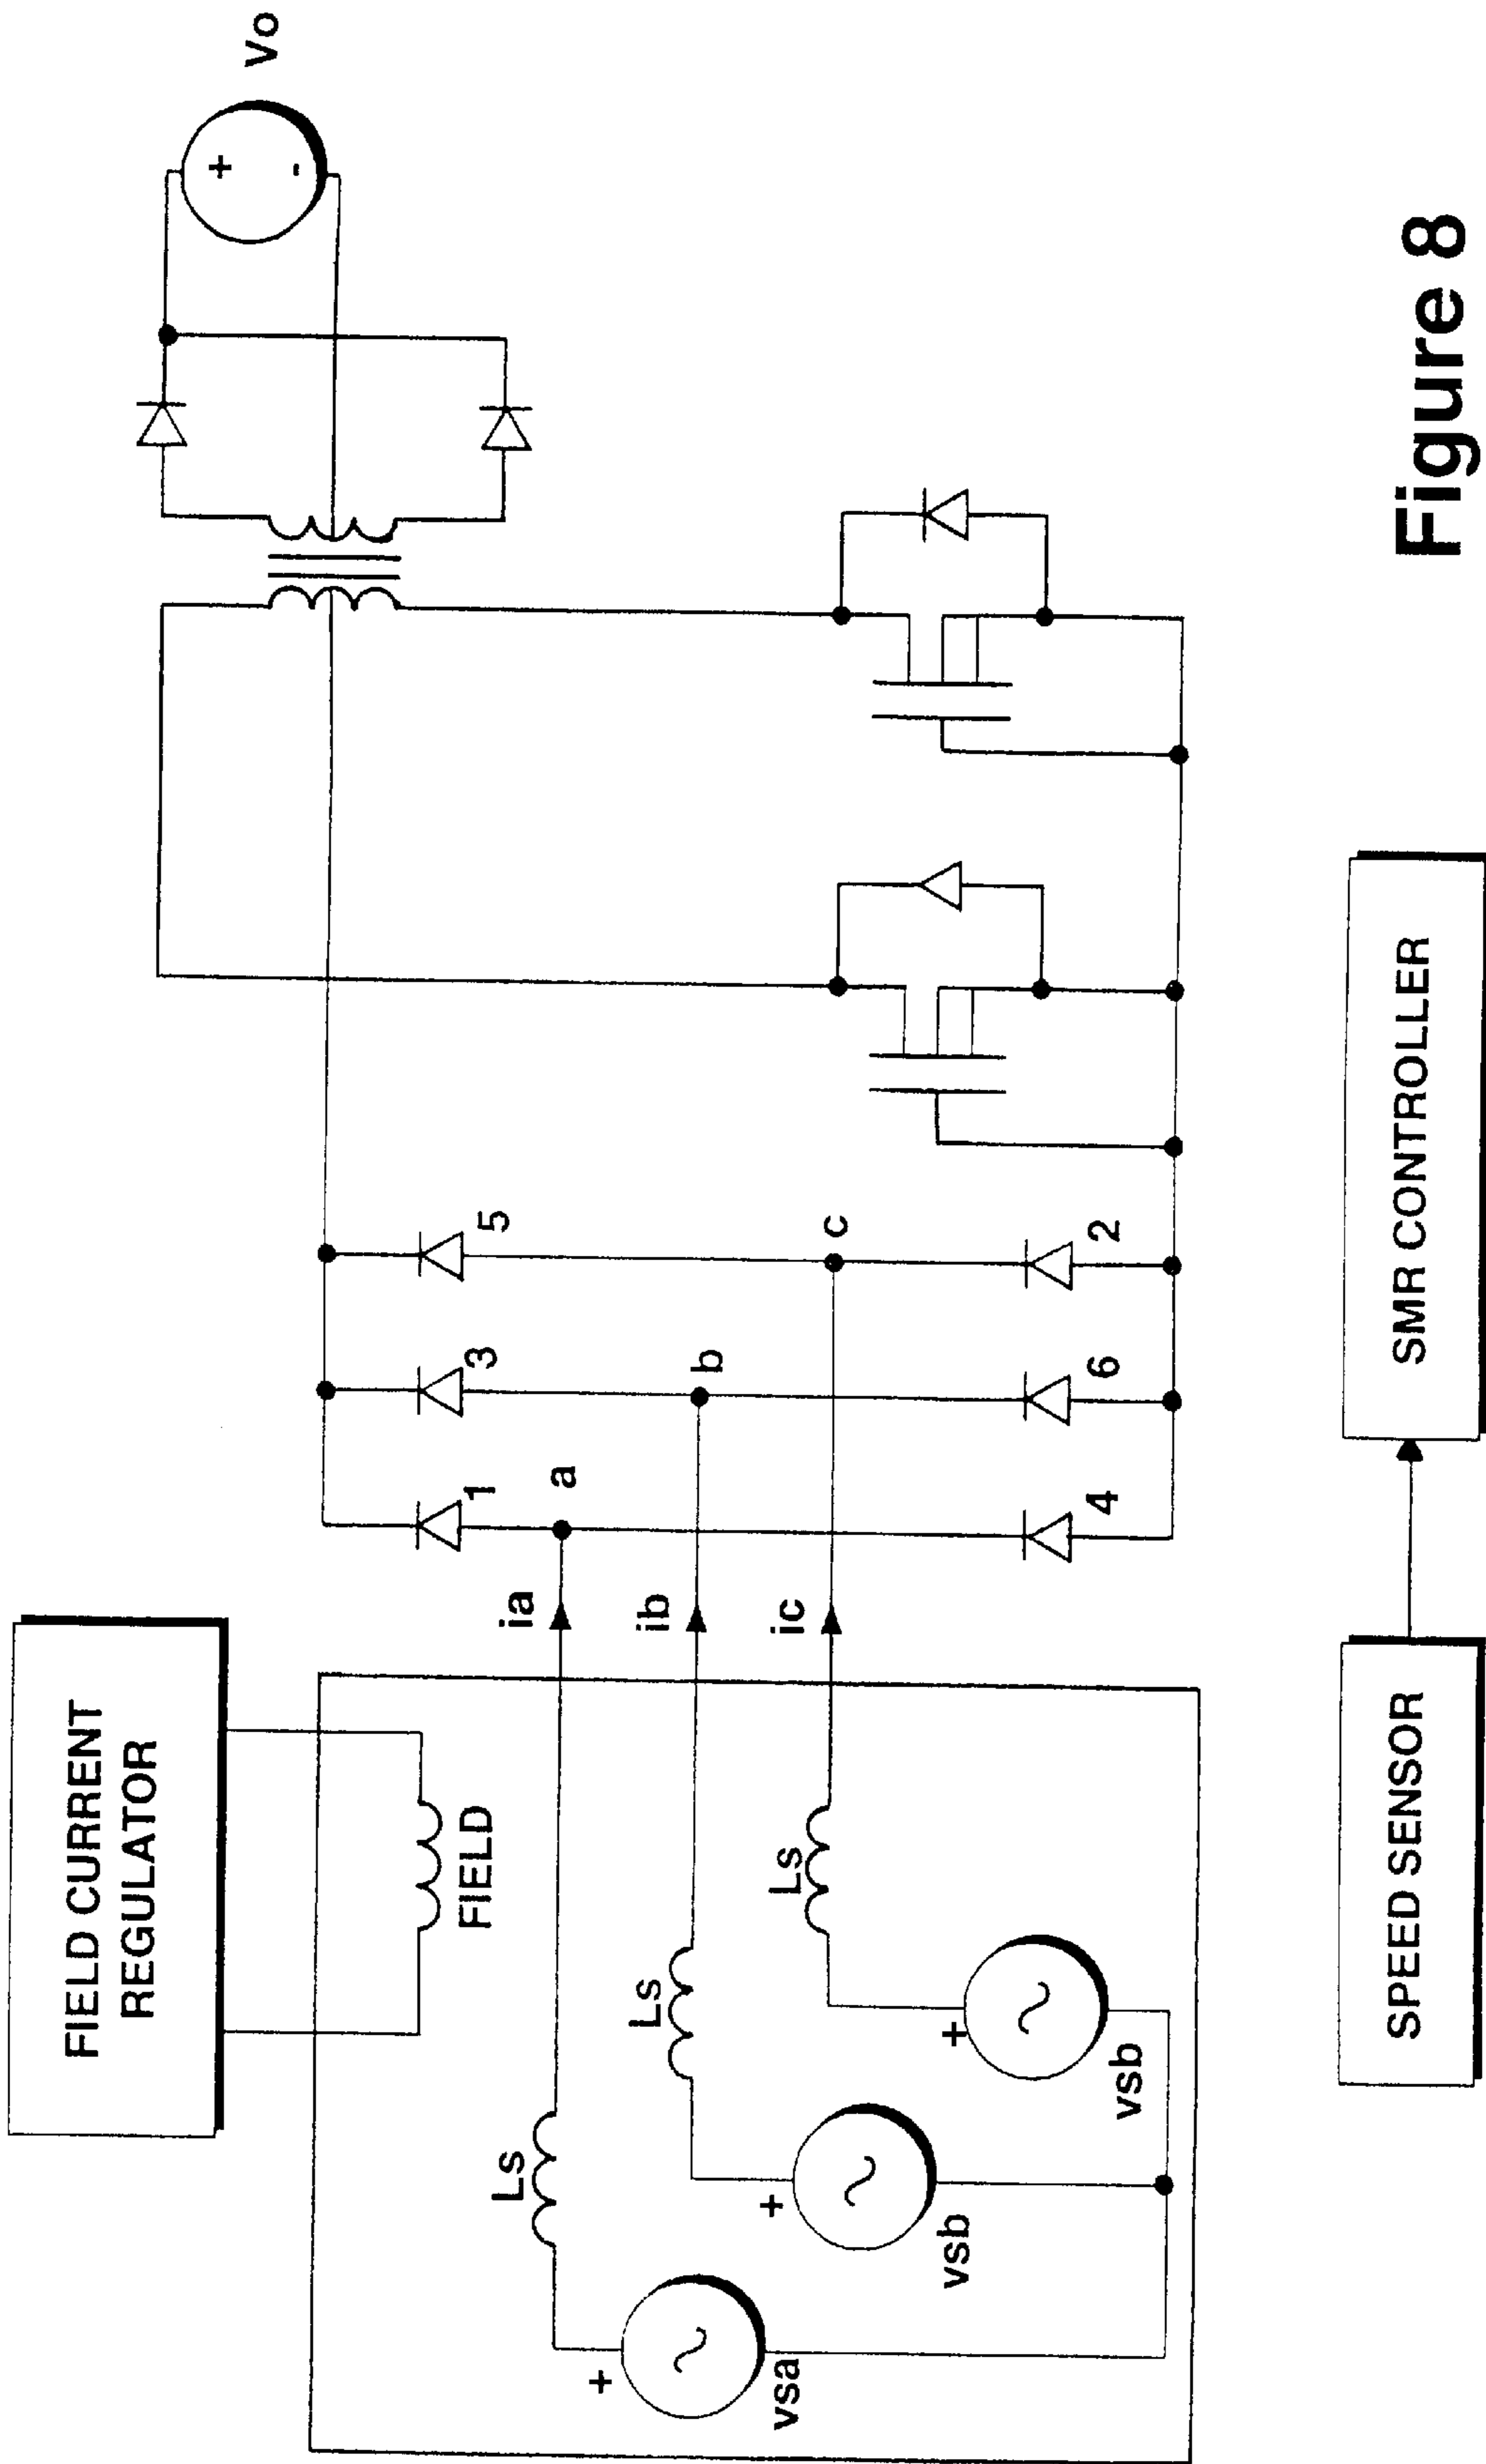 FIELD CURRENT
REGULATOR
FIELD
Ls
Ls
Ls
+
vsa
+
vsb
+
vsb
ia
ib
ic
1
3
5
a
b
c
4
6
2
+
-
Vo
SPEED SENSOR
SMR CONTROLLER
Figure 8